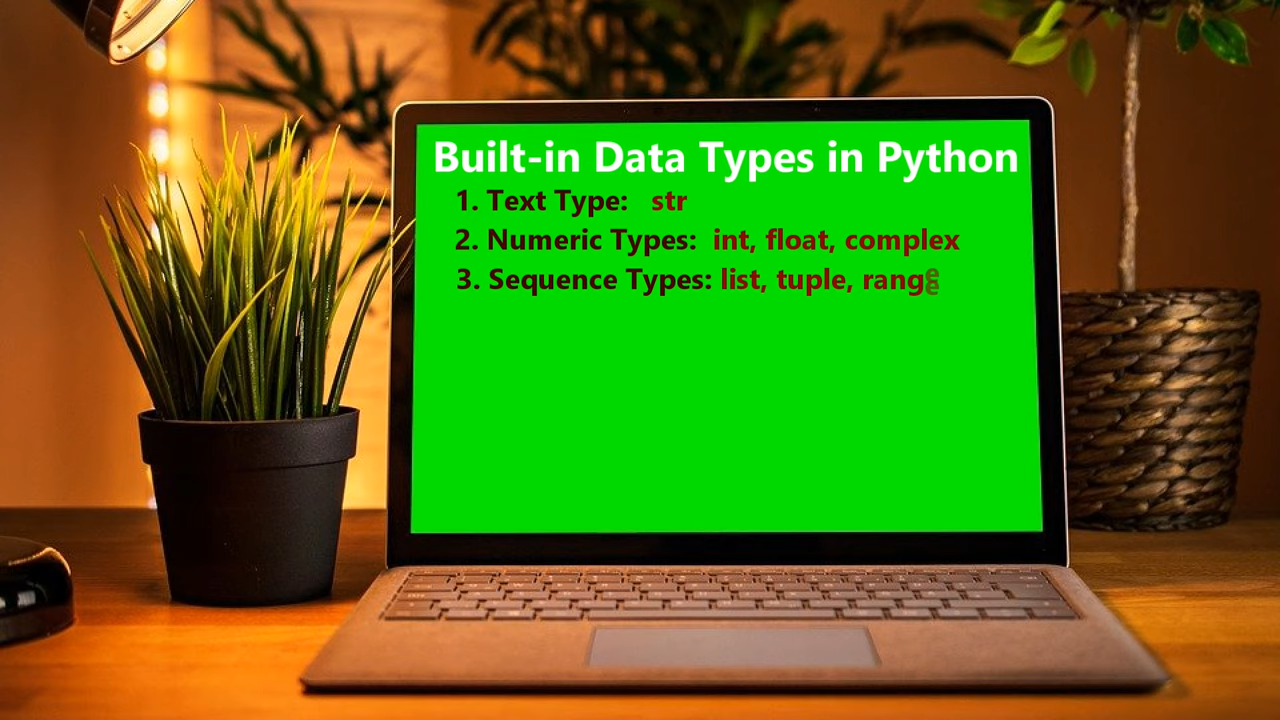 Built-in Data Types in Python
1. Text Type: str
2. Numeric Types: int, float, complex
3. Sequence Types: list, tuple, range